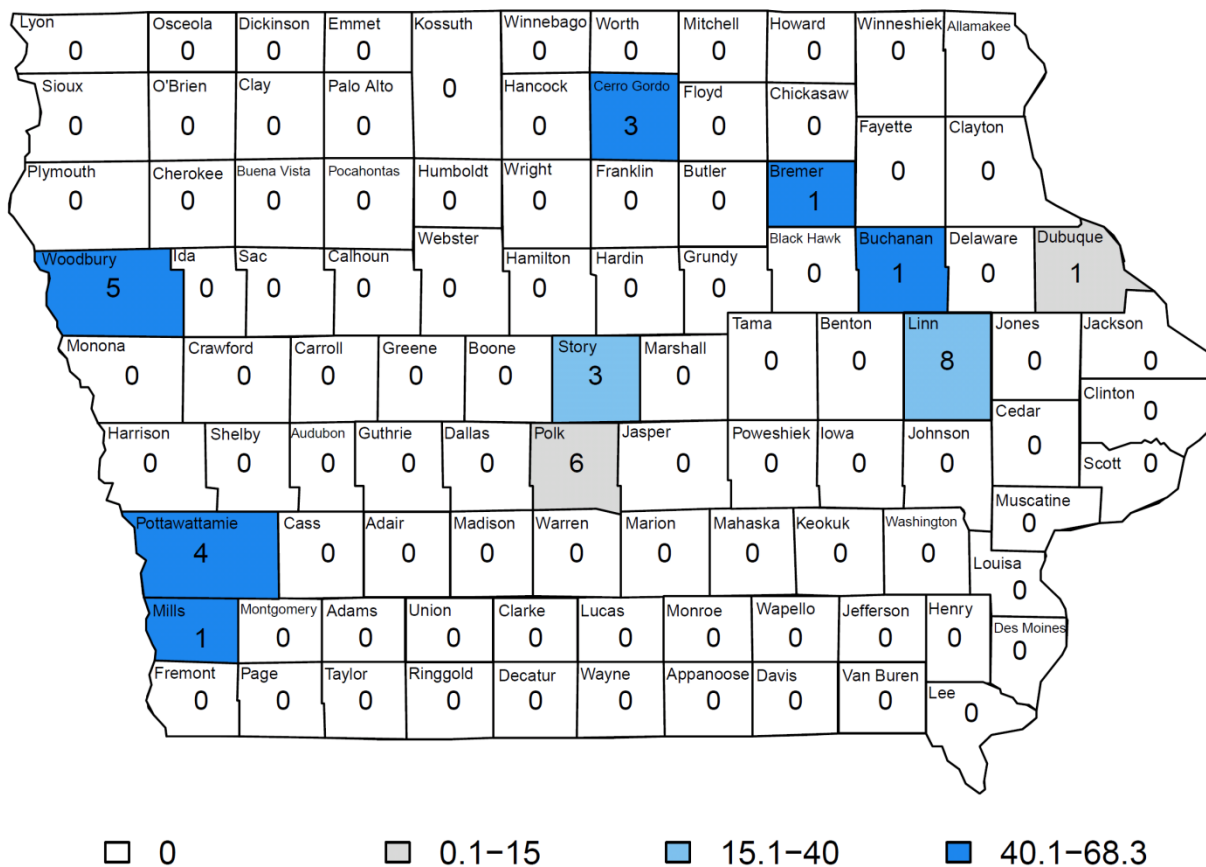 Lyon Osceola Dickinson Emmet Kossuth Winnebago Worth Mitchell Howard Winneshiek Allamakee
0 0 0 0 0 0 0 0 0 0
Sioux O'Brien Clay Palo Alto Hancock Cerro Gordo Floyd Chickasaw
0 0 0 0 0 0 3 0 0
Fayette Clayton
0 0
Plymouth Cherokee Buena Vista Pocahontas Humboldt Wright Franklin Butler Bremer
0 0 0 0 0 0 0 0 1
Woodbury Ida Sac Calhoun Webster Hamilton Hardin Grundy Black Hawk Buchanan Delaware Dubuque
5 0 0 0 0 0 0 0 0 1 0 1
Monona Crawford Carroll Greene Boone Story Marshall Tama Benton Linn Jones Jackson
0 0 0 0 0 3 0 0 0 8 0 0
Clinton
0
Harrison Shelby Audubon Guthrie Dallas Polk Jasper Poweshiek Iowa Johnson Cedar
0 0 0 0 0 6 0 0 0 0 0
Scott 0
Muscatine
0
Pottawattamie Cass Adair Madison Warren Marion Mahaska Keokuk Washington
4 0 0 0 0 0 0 0 0
Louisa
0
Mills Montgomery Adams Union Clarke Lucas Monroe Wapello Jefferson Henry Des Moines
1 0 0 0 0 0 0 0 0 0 0
Fremont Page Taylor Ringgold Decatur Wayne Appanoose Davis Van Buren Lee
0 0 0 0 0 0 0 0 0 0
0 0.1−15 15.1−40 40.1−68.3